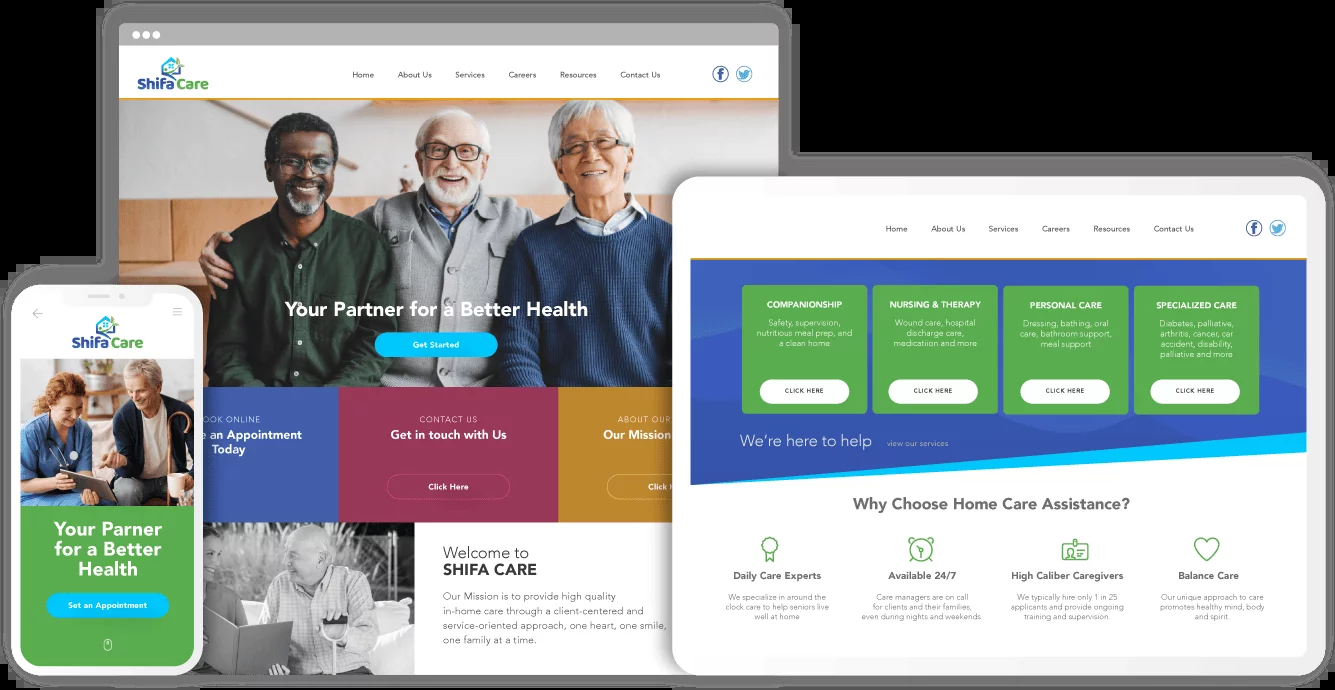 Shifa Care
Home About Us Services Careers Resources Contact Us
Your Partner for a Better Health
Get Started
OOK ONLINE
e an Appointment
Today
CONTACT US
Get in touch with Us
Click Here
ABOUT OUR
Our Mission
Click H
Welcome to
SHIFA CARE
Our Mission is to provide high quality
in-home care through a client-centered and
service-oriented approach, one heart, one smile,
one family at a time.
Shifa Care
Your Parner
for a Better
Health
Set an Appointment
Home About Us Services Careers Resources Contact Us
COMPANIONSHIP
Safety, supervision,
nutritious meal prep, and
a clean home
CLICK HERE
NURSING & THERAPY
Wound care, hospital
discharge care,
medicatiion and more
CLICK HERE
PERSONAL CARE
Dressing, bathing, oral
care, bathroom support,
meal support
CLICK HERE
SPECIALIZED CARE
Diabetes, palliative,
arthritis, cancer, car
accident, disability,
palliative and more
CLICK HERE
We're here to help view our services
Why Choose Home Care Assistance?
Daily Care Experts
We specialize in around the
clock care to help seniors live
well at home
Available 24/7
Care managers are on call
for clients and their families,
even during nights and weekends
High Caliber Caregivers
We typically hire only 1 in 25
applicants and provide ongoing
training and supervision.
Balance Care
Our unique approach to care
promotes healthy mind, body
and spirit.